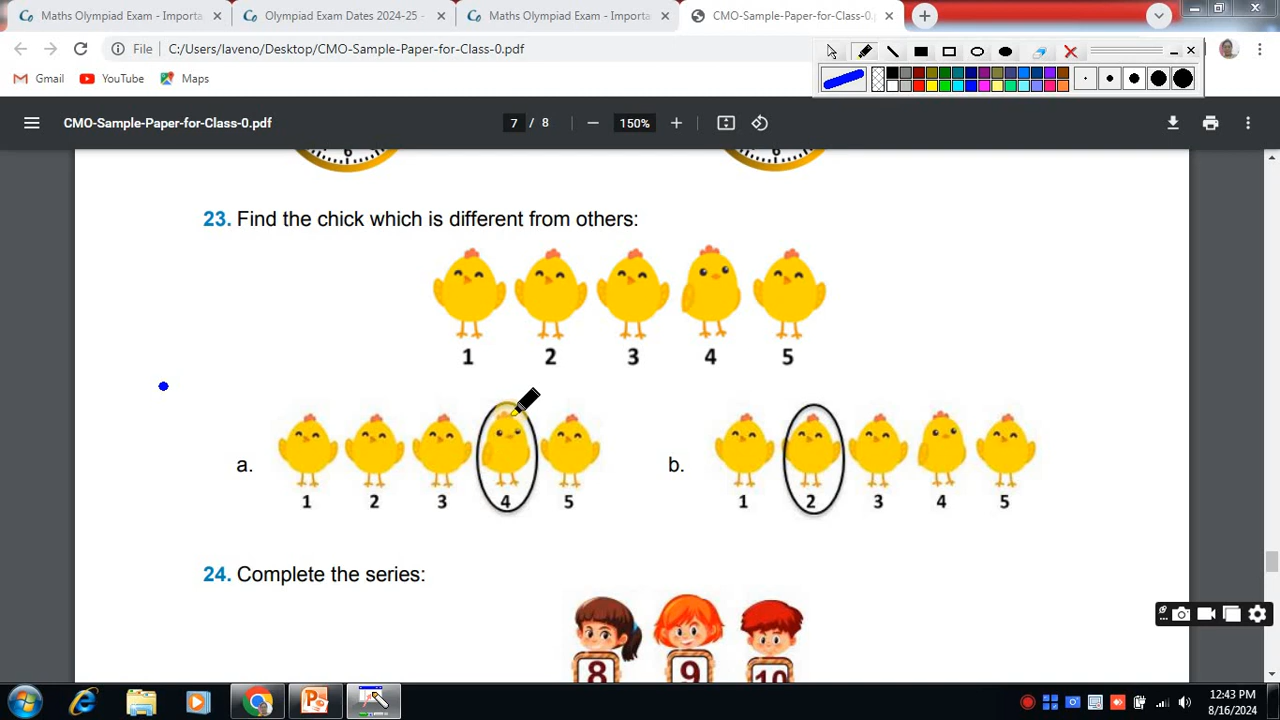 Maths Olympiad Exam - Importa
Olympiad Exam Dates 2024-25 -
Maths Olympiad Exam - Importa
CMO-Sample-Paper-for-Class-0.p
File
C:/Users/laveno/Desktop/CMO-Sample-Paper-for-Class-0.pdf
Gmail
YouTube
Maps
CMO-Sample-Paper-for-Class-0.pdf
7 / 8
150%
6
6
23. Find the chick which is different from others:
1 2 3 4 5
a.
1 2 3 4 5
b.
1 2 3 4 5
24. Complete the series:
8 9 10
12:43 PM
8/16/2024